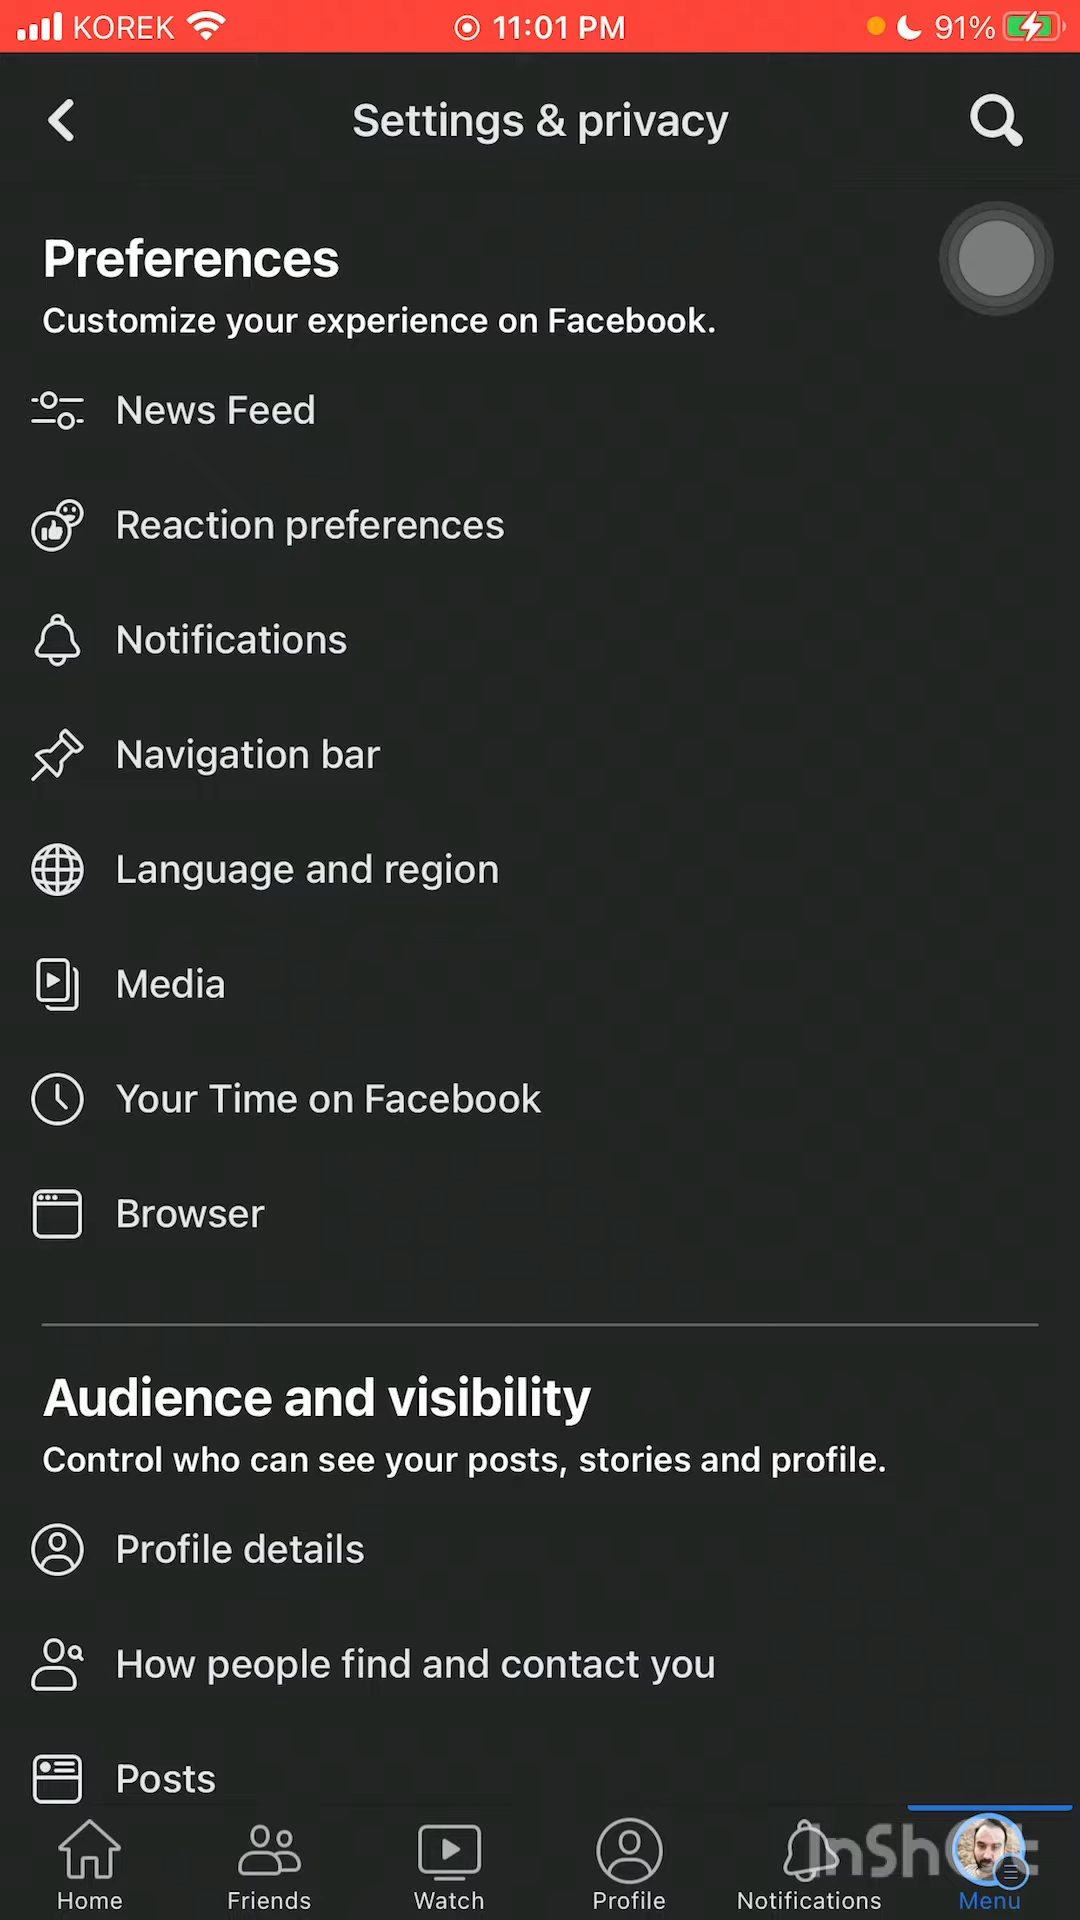 KOREK 11:01 PM 91%
Settings & privacy
Preferences
Customize your experience on Facebook.
News Feed
Reaction preferences
Notifications
Navigation bar
Language and region
Media
Your Time on Facebook
Browser
Audience and visibility
Control who can see your posts, stories and profile.
Profile details
How people find and contact you
Posts
InShOt
Home Friends Watch Profile Notifications Menu